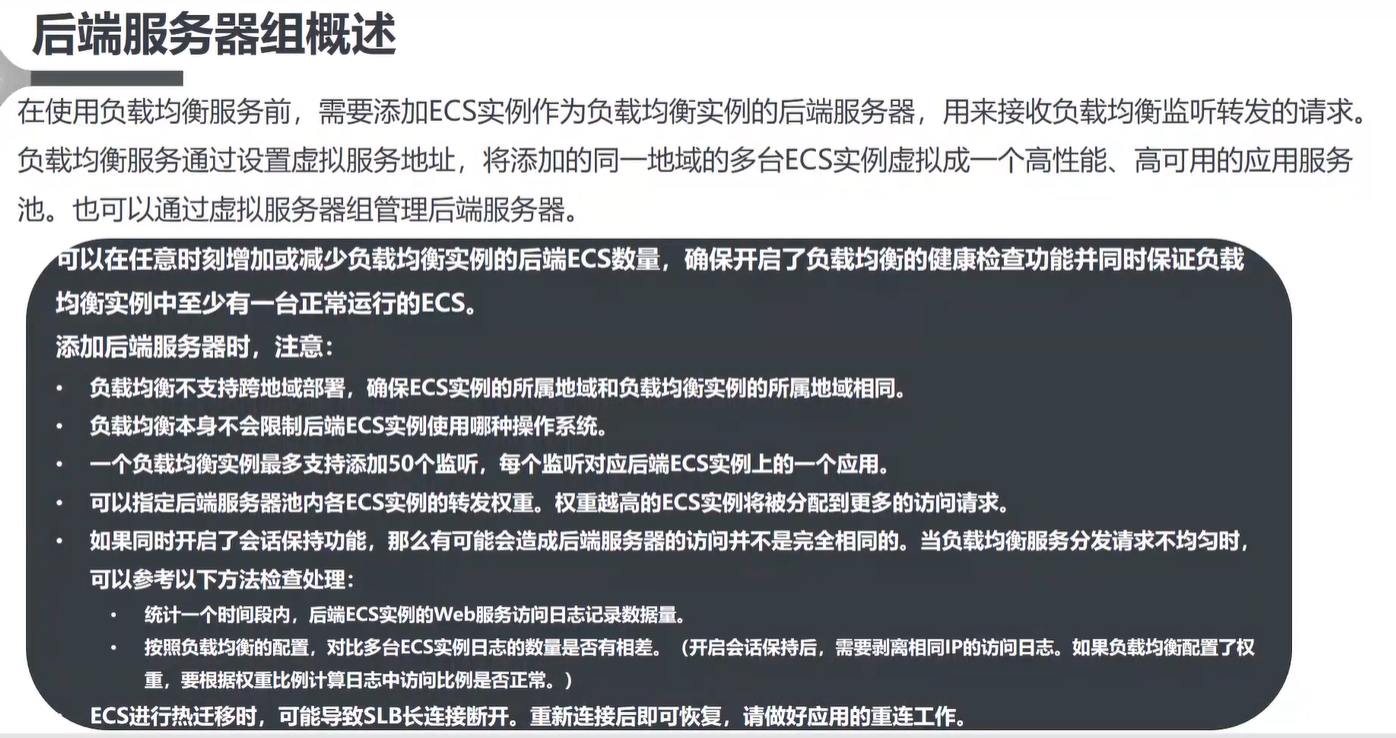 后端服务器组概述
在使用负载均衡服务前，需要添加ECS实例作为负载均衡实例的后端服务器，用来接收负载均衡监听转发的请求。
负载均衡服务通过设置虚拟服务地址，将添加的同一地域的多台ECS实例虚拟成一个高性能、高可用的应用服务
池。也可以通过虚拟服务器组管理后端服务器。
可以在任意时刻增加或减少负载均衡实例的后端ECS数量，确保开启了负载均衡的健康检查功能并同时保证负载
均衡实例中至少有一台正常运行的ECS。
添加后端服务器时，注意：
• 负载均衡不支持跨地域部署，确保ECS实例的所属地域和负载均衡实例的所属地域相同。
• 负载均衡本身不会限制后端ECS实例使用哪种操作系统。
• 一个负载均衡实例最多支持添加50个监听，每个监听对应后端ECS实例上的一个应用。
• 可以指定后端服务器池内各ECS实例的转发权重。权重越高的ECS实例将被分配到更多的访问请求。
• 如果同时开启了会话保持功能，那么有可能会造成后端服务器的访问并不是完全相同的。当负载均衡服务分发请求不均匀时，
可以参考以下方法检查处理：
• 统计一个时间段内，后端ECS实例的Web服务访问日志记录数据量。
• 按照负载均衡的配置，对比多台ECS实例日志的数量是否有相差。（开启会话保持后，需要剥离相同IP的访问日志。如果负载均衡配置了权
重，要根据权重比例计算日志中访问比例是否正常。）
ECS进行热迁移时，可能导致SLB长连接断开。重新连接后即可恢复，请做好应用的重连工作。